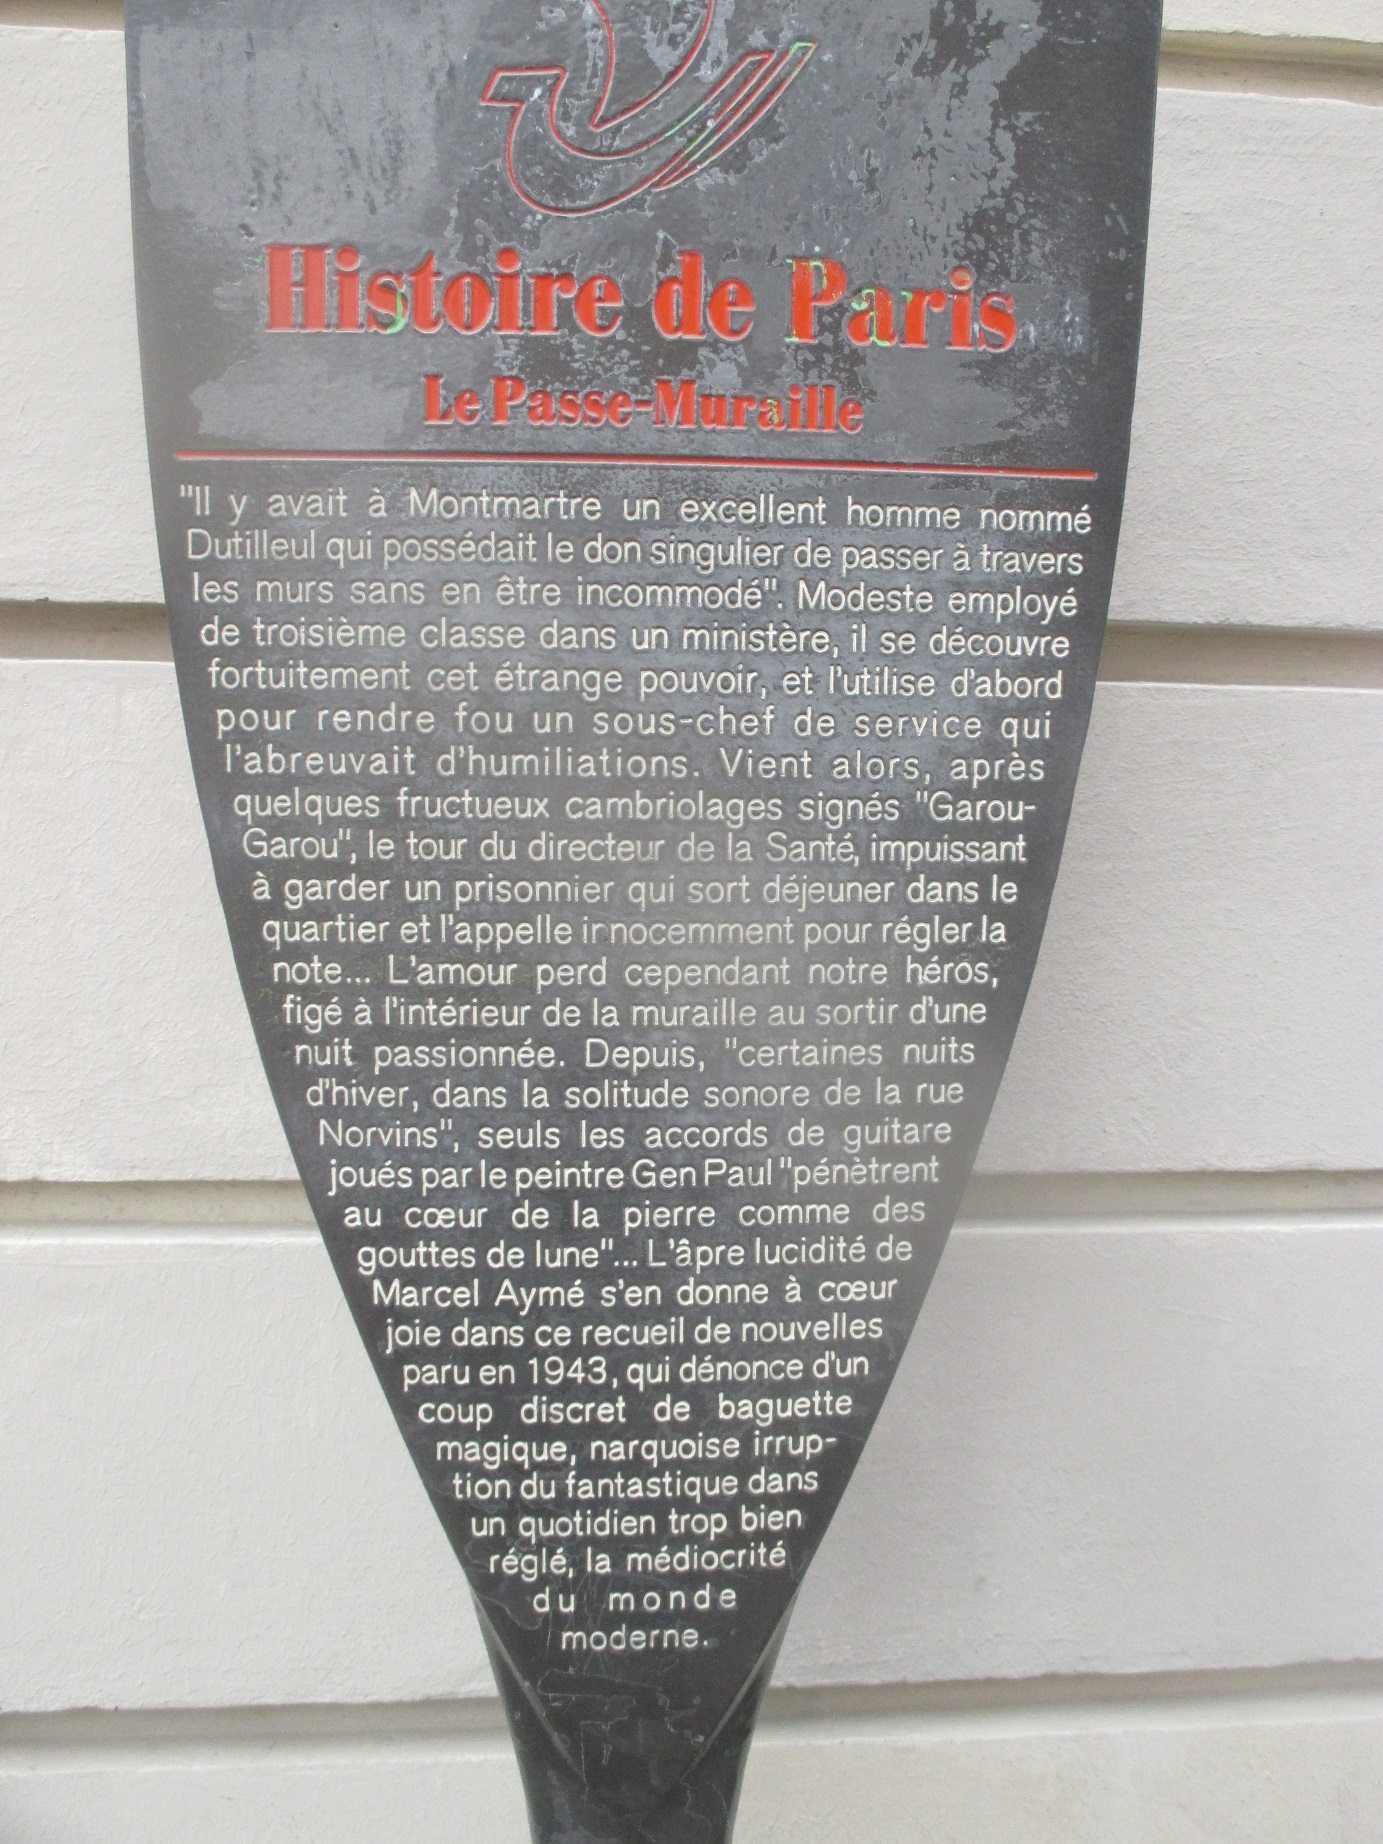 Histoire de Paris
Le Passe-Muraille
"Il y avait à Montmartre un excellent homme nommé
Dutilleul qui possédait le don singulier de passer à travers
les murs sans en être incommodé". Modeste employé
de troisième classe dans un ministère, il se découvre
fortuitement cet étrange pouvoir, et l'utilise d'abord
pour rendre fou un sous-chef de service qui
l'abreuvait d'humiliations. Vient alors, après
quelques fructueux cambriolages signés "Garou-
Garou", le tour du directeur de la Santé, impuissant
à garder un prisonnier qui sort déjeuner dans le
quartier et l'appelle innocemment pour régler la
note... L'amour perd cependant notre héros,
figé à l'intérieur de la muraille au sortir d'une
nuit passionnée. Depuis, "certaines nuits
d'hiver, dans la solitude sonore de la rue
Norvins", seuls les accords de guitare
joués par le peintre Gen Paul "pénètrent
au cœur de la pierre comme des
gouttes de lune"... L'âpre lucidité de
Marcel Aymé s'en donne à cœur
joie dans ce recueil de nouvelles
paru en 1943, qui dénonce d'un
coup discret de baguette
magique, narquoise irrup-
tion du fantastique dans
un quotidien trop bien
réglé, la médiocrité
du monde
moderne.